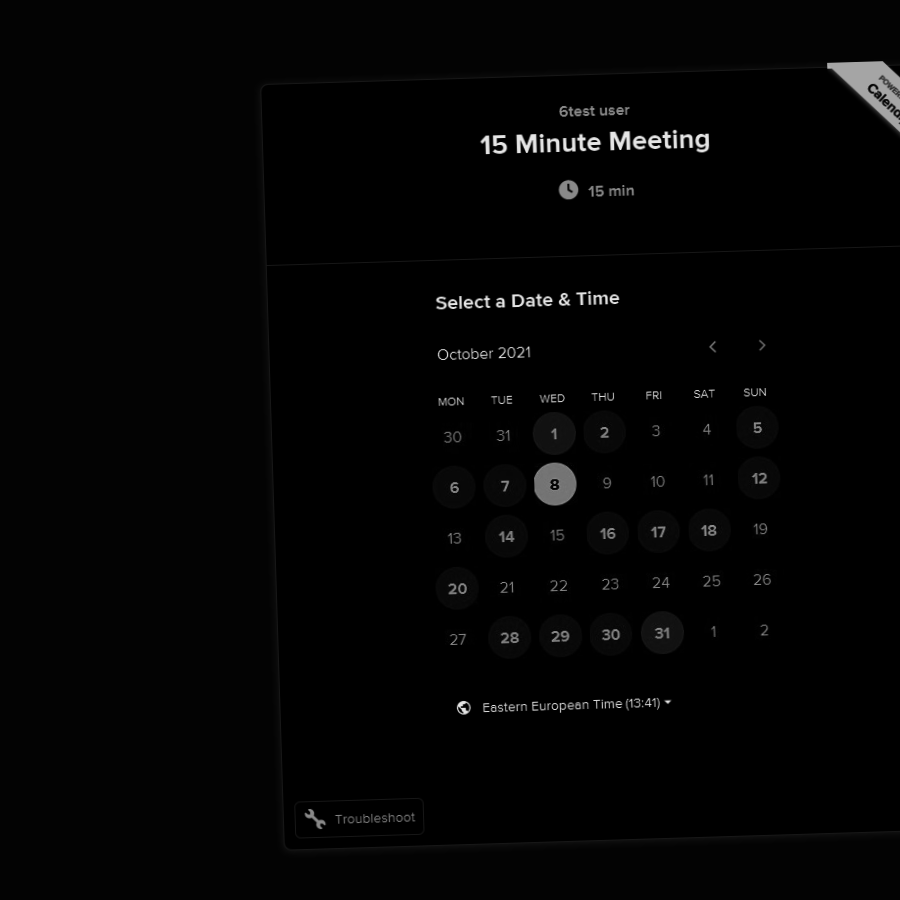 POWER
Calend
6test user
15 Minute Meeting
15 min
Select a Date & Time
October 2021
MON TUE WED THU FRI SAT SUN
30 31 1 2 3 4 5
6 7 8 9 10 11 12
13 14 15 16 17 18 19
20 21 22 23 24 25 26
27 28 29 30 31 1 2
Eastern European Time (13:41)
Troubleshoot